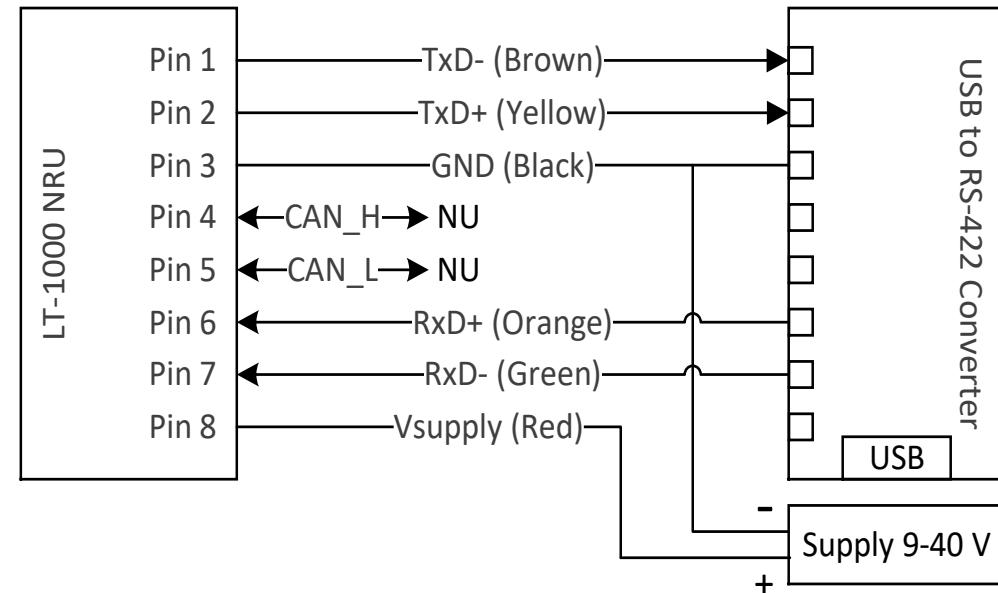 LT-1000 NRU
Pin 1
TxD- (Brown)
Pin 2
TxD+ (Yellow)
Pin 3
GND (Black)
Pin 4
CAN_H
NU
Pin 5
CAN_L
NU
Pin 6
RxD+ (Orange)
Pin 7
RxD- (Green)
Pin 8
Vsupply (Red)
USB to RS-422 Converter
USB
-
Supply 9-40 V
+